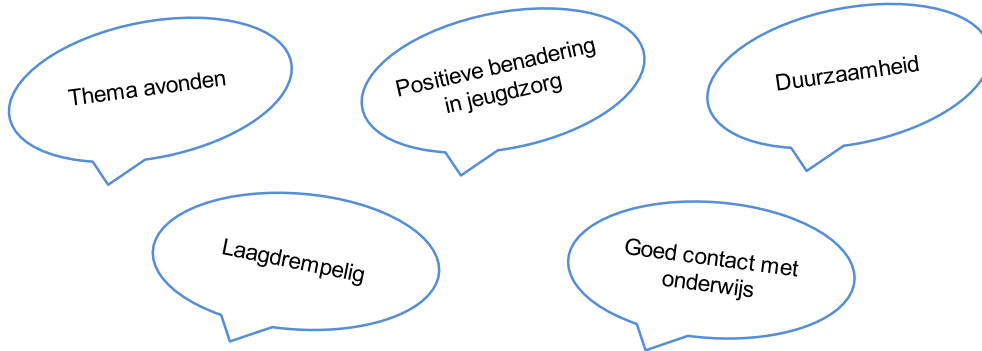 Thema avonden
Positieve benadering
in jeugdzorg
Duurzaamheid
Laagdrempelig
Goed contact met
onderwijs